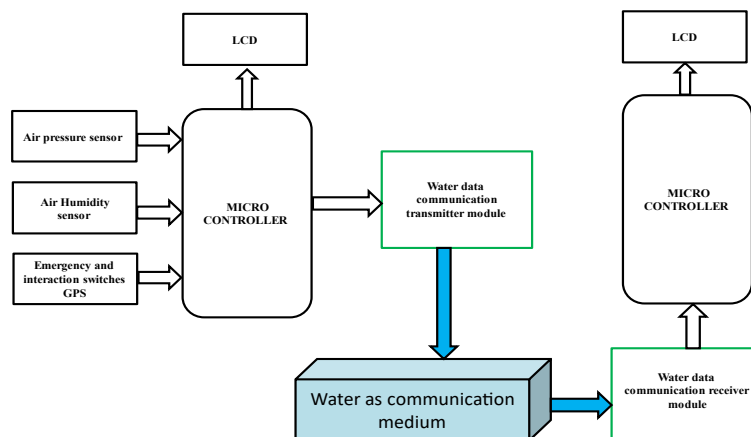 LCD
LCD
Air pressure sensor
Air Humidity
sensor
Emergency and
interaction switches
GPS
MICRO
CONTROLLER
Water data
communication
transmitter module
MICRO
CONTROLLER
Water as communication
medium
Water data
communication receiver
module